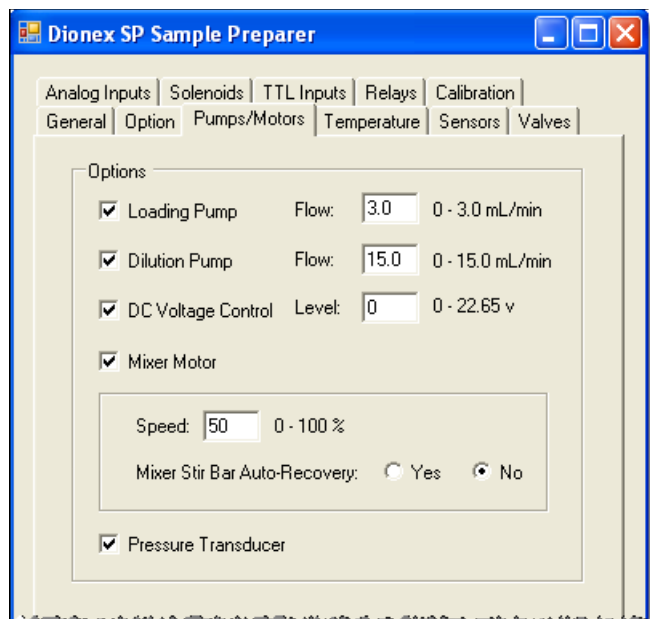 Dionex SP Sample Preparer
Analog Inputs Solenoids TTL Inputs Relays Calibration
General Option Pumps/Motors Temperature Sensors Valves
Options
Loading Pump Flow: 3.0 0 - 3.0 mL/min
Dilution Pump Flow: 15.0 0 - 15.0 mL/min
DC Voltage Control Level: 0 0 - 22.65 v
Mixer Motor
Speed: 50 0 - 100 %
Mixer Stir Bar Auto-Recovery: Yes No
Pressure Transducer